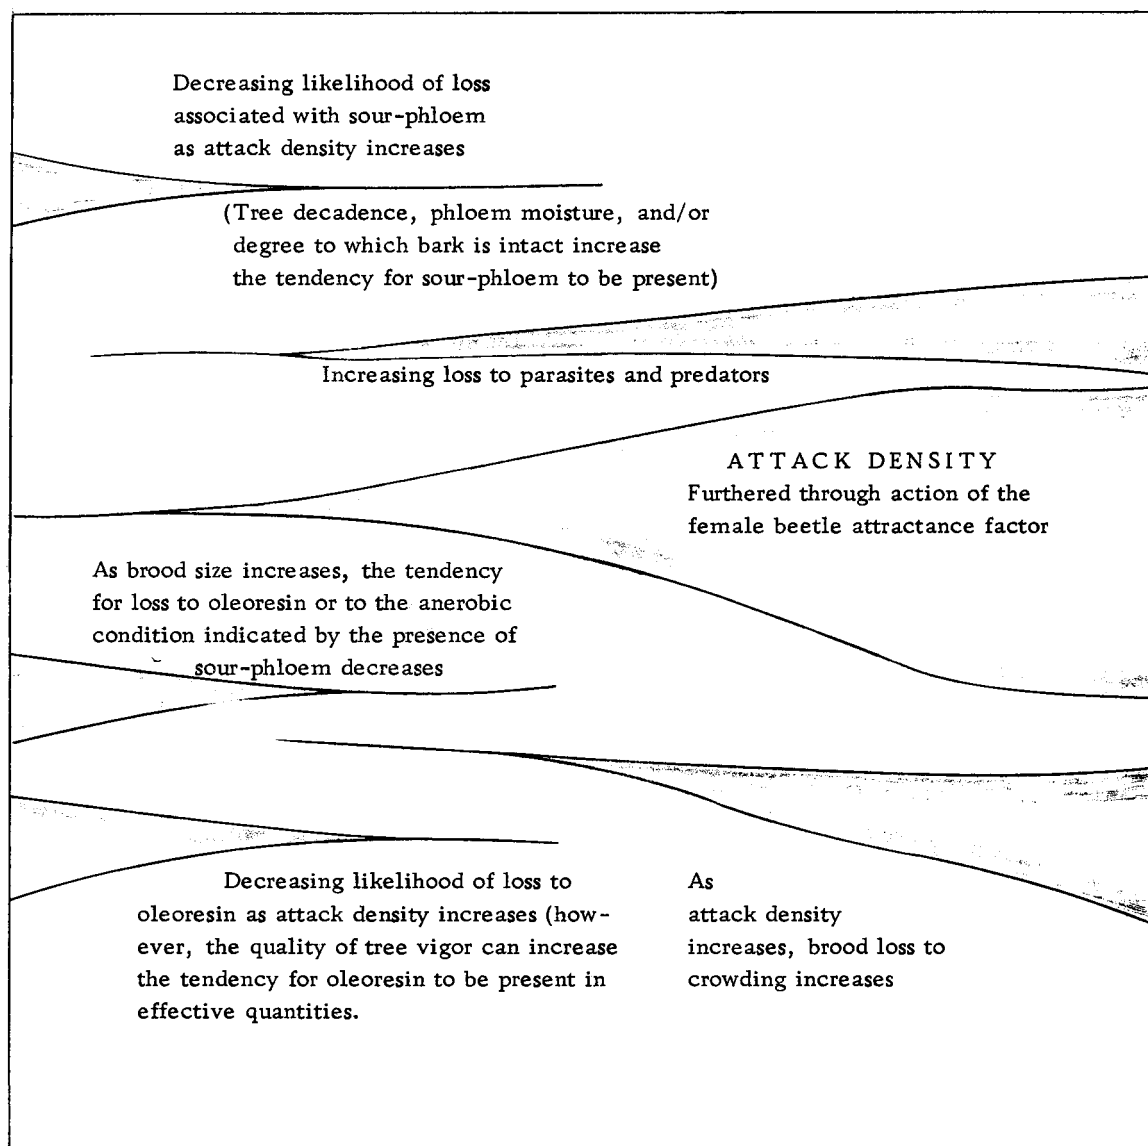 Decreasing likelihood of loss
associated with sour-phloem
as attack density increases
(Tree decadence, phloem moisture, and/or
degree to which bark is intact increase
the tendency for sour-phloem to be present)
Increasing loss to parasites and predators
ATTACK DENSITY
Furthered through action of the
female beetle attractance factor
As brood size increases, the tendency
for loss to oleoresin or to the anerobic
condition indicated by the presence of
sour-phloem decreases
Decreasing likelihood of loss to
oleoresin as attack density increases (how-
ever, the quality of tree vigor can increase
the tendency for oleoresin to be present in
effective quantities.
As
attack density
increases, brood loss to
crowding increases